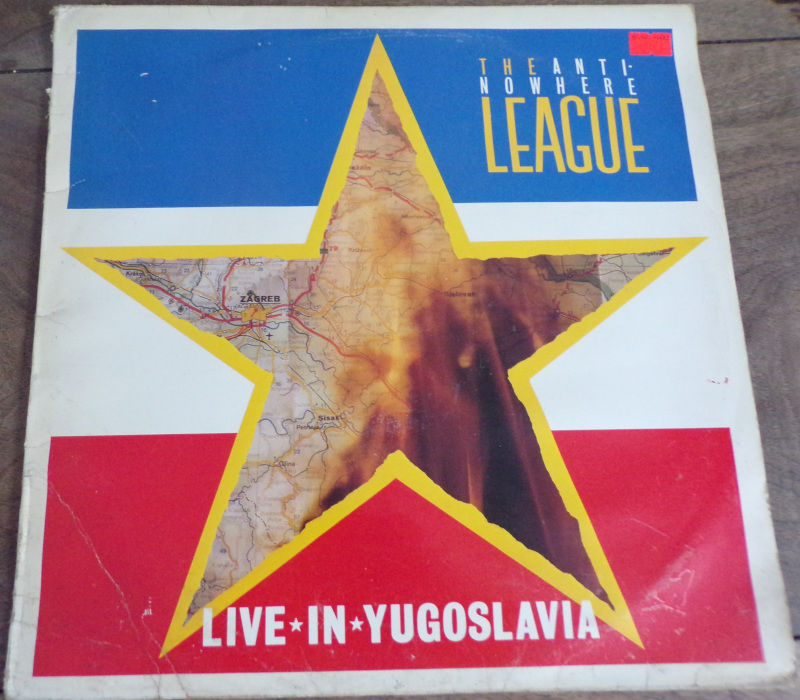 THE ANTI-
NOWHERE
LEAGUE
ZAGREB
Sisak
LIVE★IN★YUGOSLAVIA